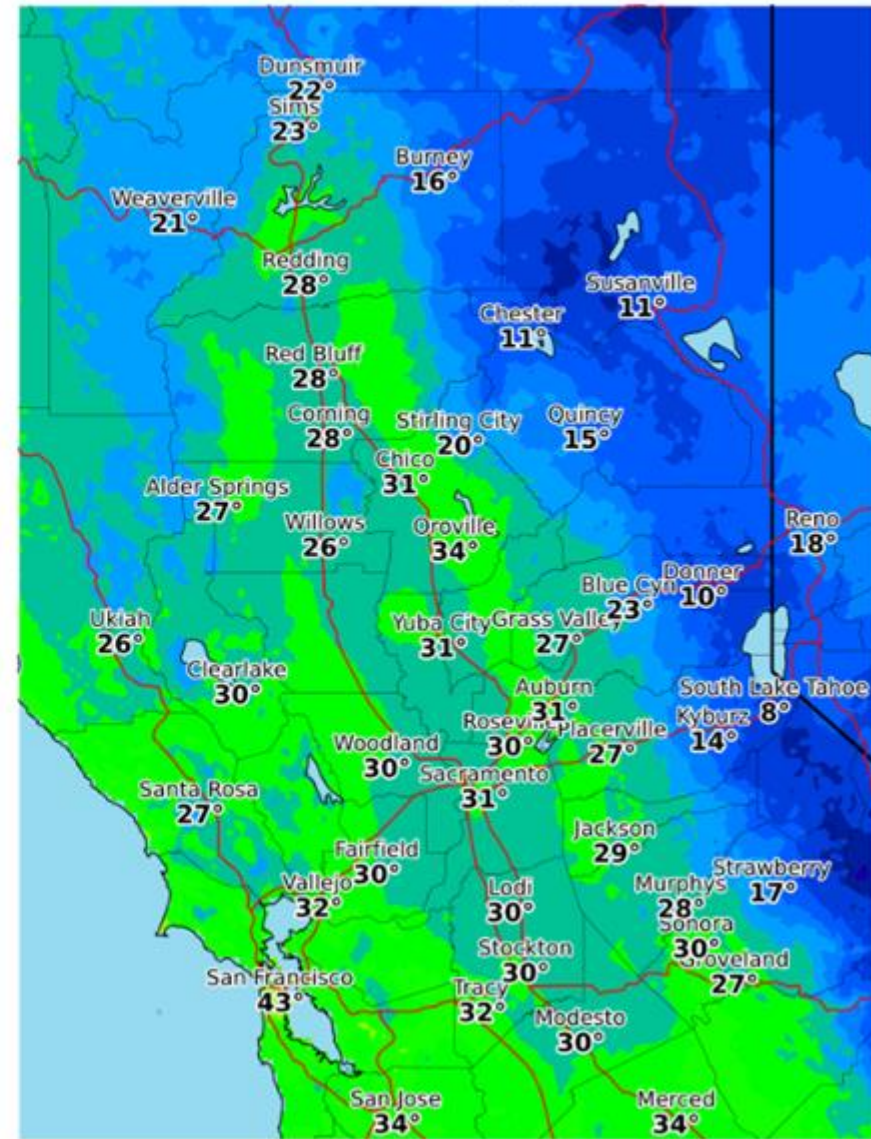 Dunsmuir
22°
Sims
23°
Burney
16°
Weaverville
21°
Redding
28°
Susanville
11°
Chester
11°
Red Bluff
28°
Corning
28°
Stirling City
20°
Quincy
15°
Chico
31°
Alder Springs
27°
Willows
26°
Oroville
34°
Reno
18°
Donner
10°
Blue Cyn
23°
Ukiah
26°
Yuba City
31°
Grass Valley
27°
Clearlake
30°
Auburn
31°
South Lake Tahoe
8°
Kyburz
14°
Roseville
30°
Placerville
27°
Woodland
30°
Sacramento
31°
Santa Rosa
27°
Jackson
29°
Fairfield
30°
Strawberry
17°
Vallejo
32°
Lodi
30°
Murphys
28°
Sonora
30°
Stockton
30°
Groveland
27°
San Francisco
43°
Tracy
32°
Modesto
30°
San Jose
34°
Merced
34°